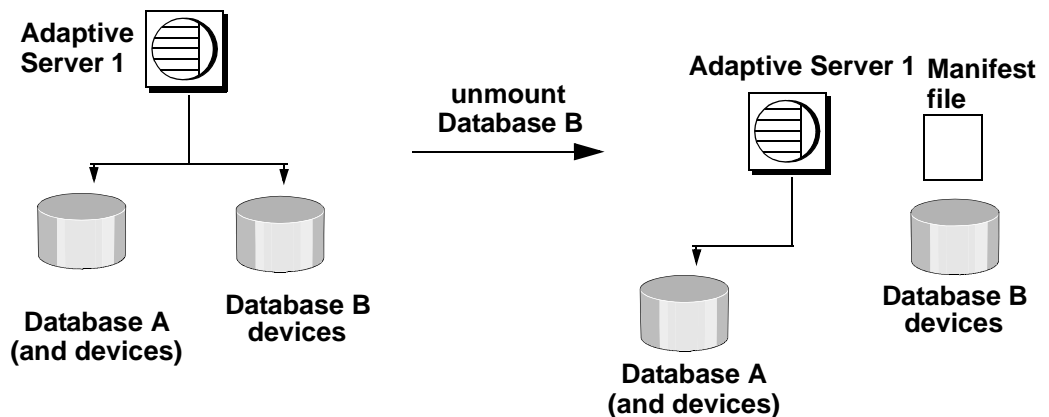 Adaptive
Server 1
Database A
(and devices)
Database B
devices
unmount
Database B
Adaptive Server 1
Manifest
file
Database A
(and devices)
Database B
devices